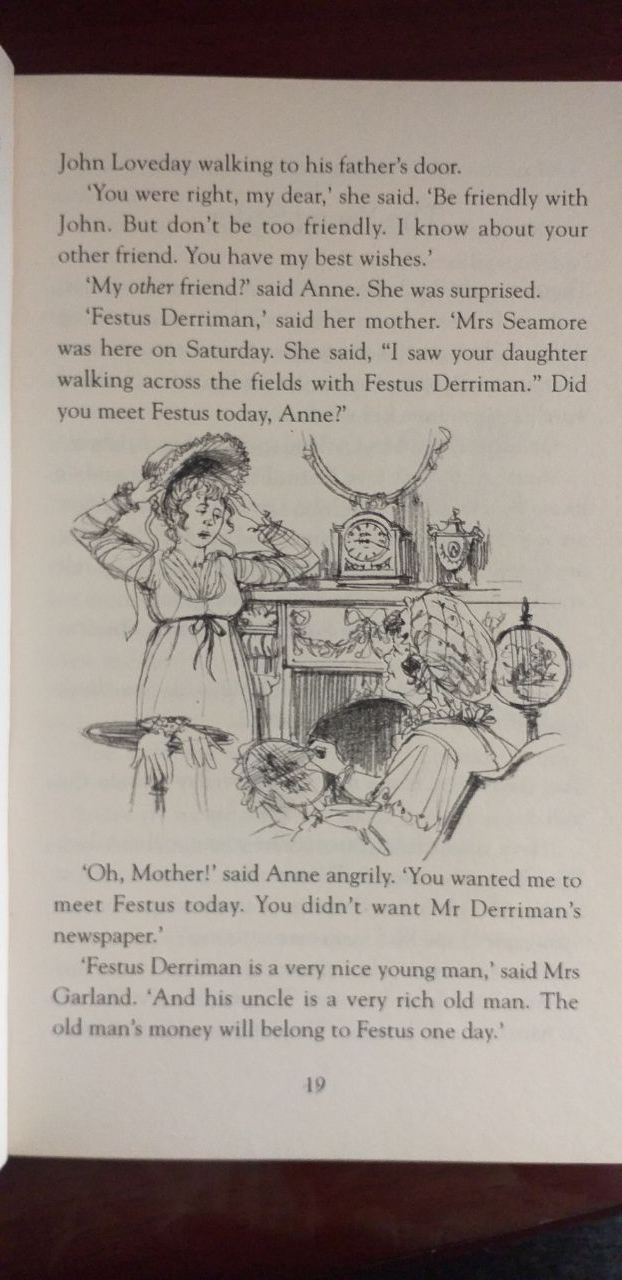 John Loveday walking to his father's door.
‘You were right, my dear,’ she said. ‘Be friendly with
John. But don't be too friendly. I know about your
other friend. You have my best wishes.’
‘My other friend?’ said Anne. She was surprised.
‘Festus Derriman,’ said her mother. ‘Mrs Seamore
was here on Saturday. She said, “I saw your daughter
walking across the fields with Festus Derriman.” Did
you meet Festus today, Anne?’
‘Oh, Mother!’ said Anne angrily. ‘You wanted me to
meet Festus today. You didn't want Mr Derriman's
newspaper.’
‘Festus Derriman is a very nice young man,’ said Mrs
Garland. ‘And his uncle is a very rich old man. The
old man's money will belong to Festus one day.’
19